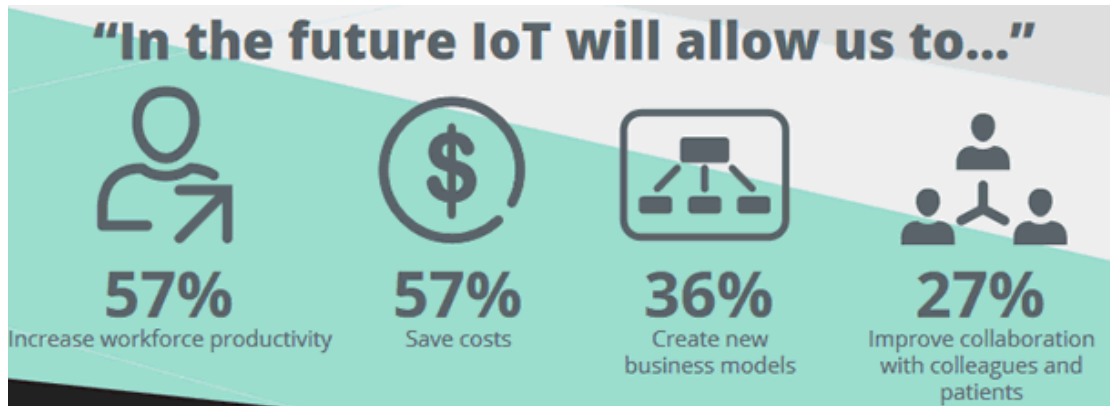 “In the future IoT will allow us to...”
57%
Increase workforce productivity
57%
Save costs
36%
Create new
business models
27%
Improve collaboration
with colleagues and
patients